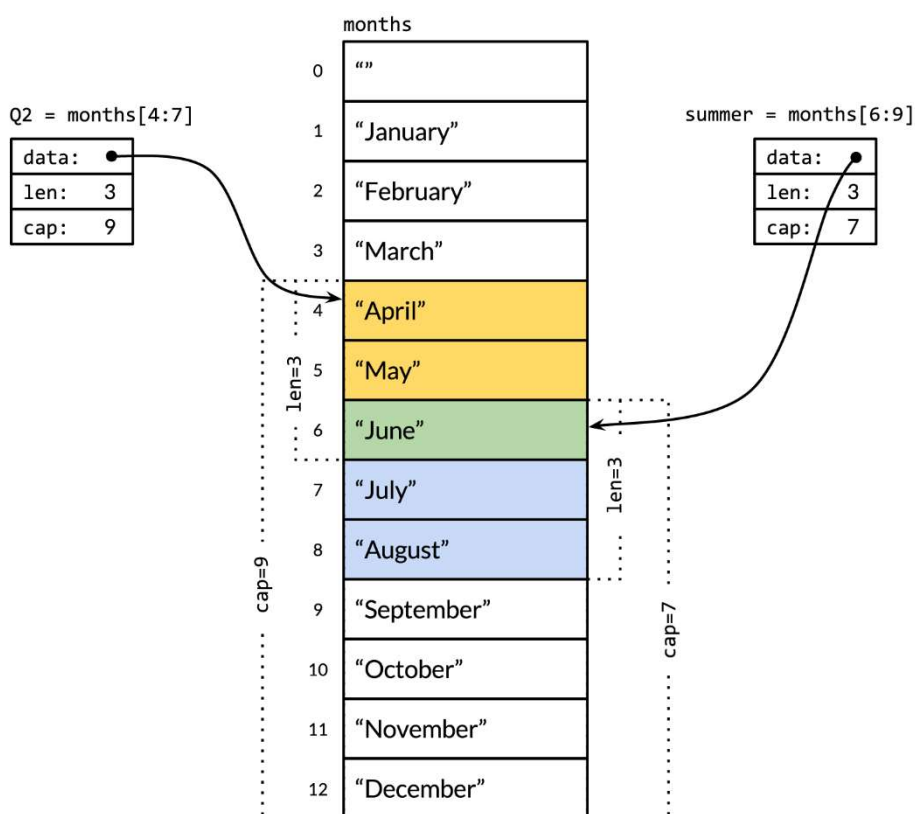 months
0 “”
Q2 = months[4:7]
data:
len: 3
cap: 9
summer = months[6:9]
data:
len: 3
cap: 7
1 “January”
2 “February”
3 “March”
4 “April”
5 “May”
6 “June”
7 “July”
8 “August”
9 “September”
10 “October”
11 “November”
12 “December”
len=3
cap=9
len=3
cap=7